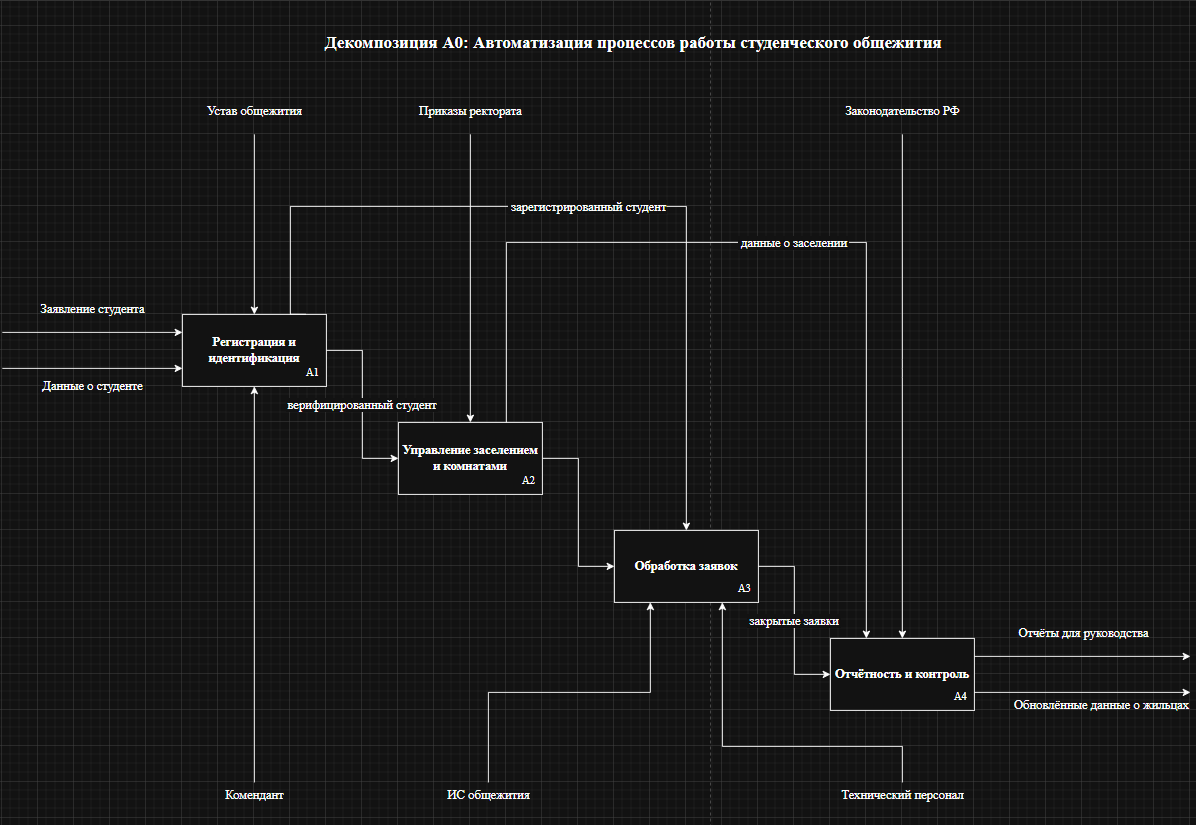 Декомпозиция А0: Автоматизация процессов работы студенческого общежития
Устав общежития
Приказы ректората
Законодательство РФ
зарегистрированный студент
данные о заселении
Заявление студента
Данные о студенте
Регистрация и
идентификация
А1
верифицированный студент
Управление заселением
и комнатами
А2
Обработка заявок
А3
закрытые заявки
Отчётность и контроль
А4
Отчёты для руководства
Обновлённые данные о жильцах
Комендант
ИС общежития
Технический персонал